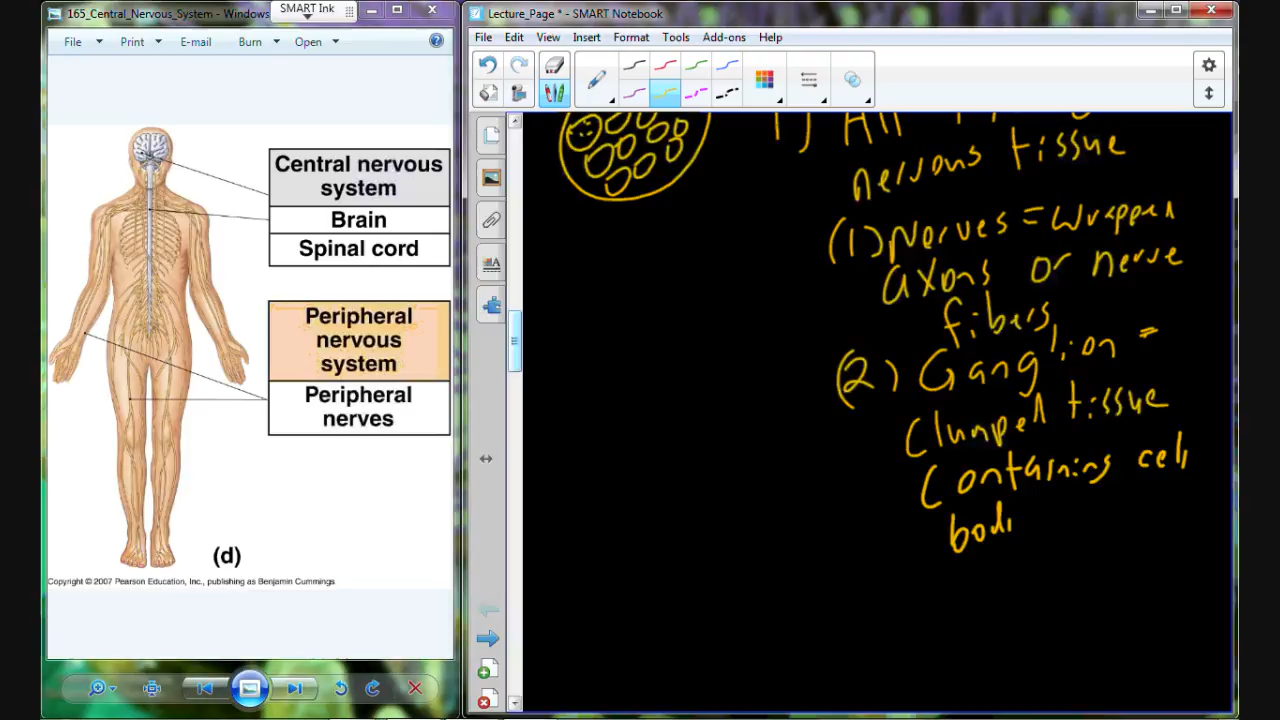 165_Central_Nervous_System - Windows
SMART Ink
File Print E-mail Burn Open
Central nervous
system
Brain
Spinal cord
Peripheral
nervous
system
Peripheral
nerves
(d)
Copyright © 2007 Pearson Education, Inc., publishing as Benjamin Cummings
Lecture_Page * - SMART Notebook
File Edit View Insert Format Tools Add-ons Help
1) All
nervous tissue
(1) Nerves = Wrapped
axons or nerve
fibers
(2) Ganglion =
Clumped tissue
Containing cell
bodi